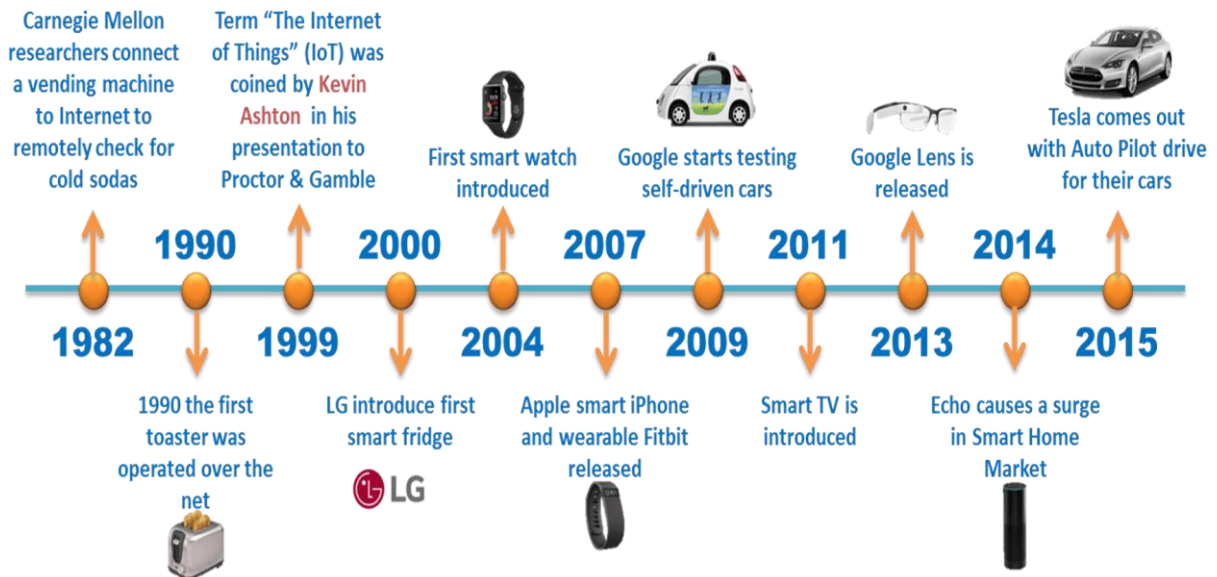 Carnegie Mellon
researchers connect
a vending machine
to Internet to
remotely check for
cold sodas
Term “The Internet
of Things” (IoT) was
coined by Kevin
Ashton in his
presentation to
Proctor & Gamble
First smart watch
introduced
Google starts testing
self-driven cars
Google Lens is
released
Tesla comes out
with Auto Pilot drive
for their cars
1990
2000
2007
2011
2014
1982
1999
2004
2009
2013
2015
1990 the first
toaster was
operated over the
net
LG introduce first
smart fridge
LG
Apple smart iPhone
and wearable Fitbit
released
Smart TV is
introduced
Echo causes a surge
in Smart Home
Market